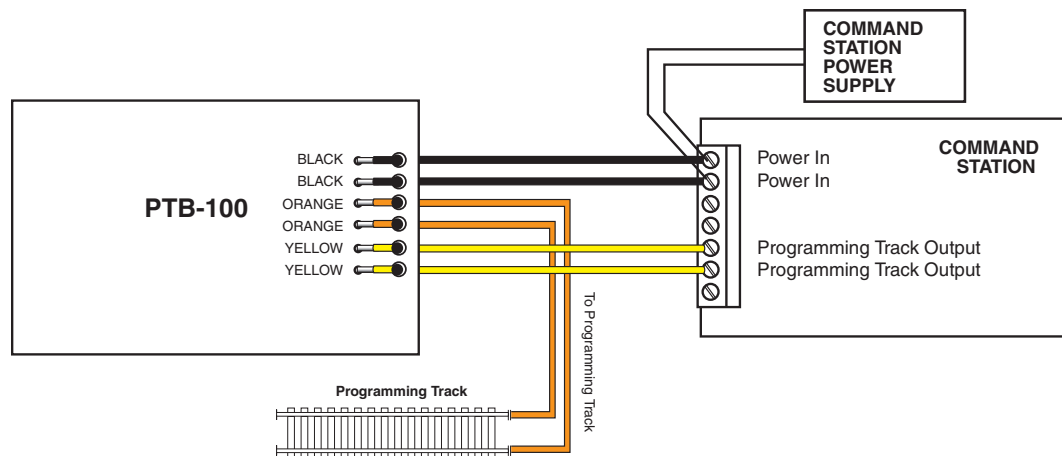 COMMAND
STATION
POWER
SUPPLY
PTB-100
BLACK
BLACK
ORANGE
ORANGE
YELLOW
YELLOW
Power In
Power In
Programming Track Output
Programming Track Output
COMMAND
STATION
To Programming Track
Programming Track